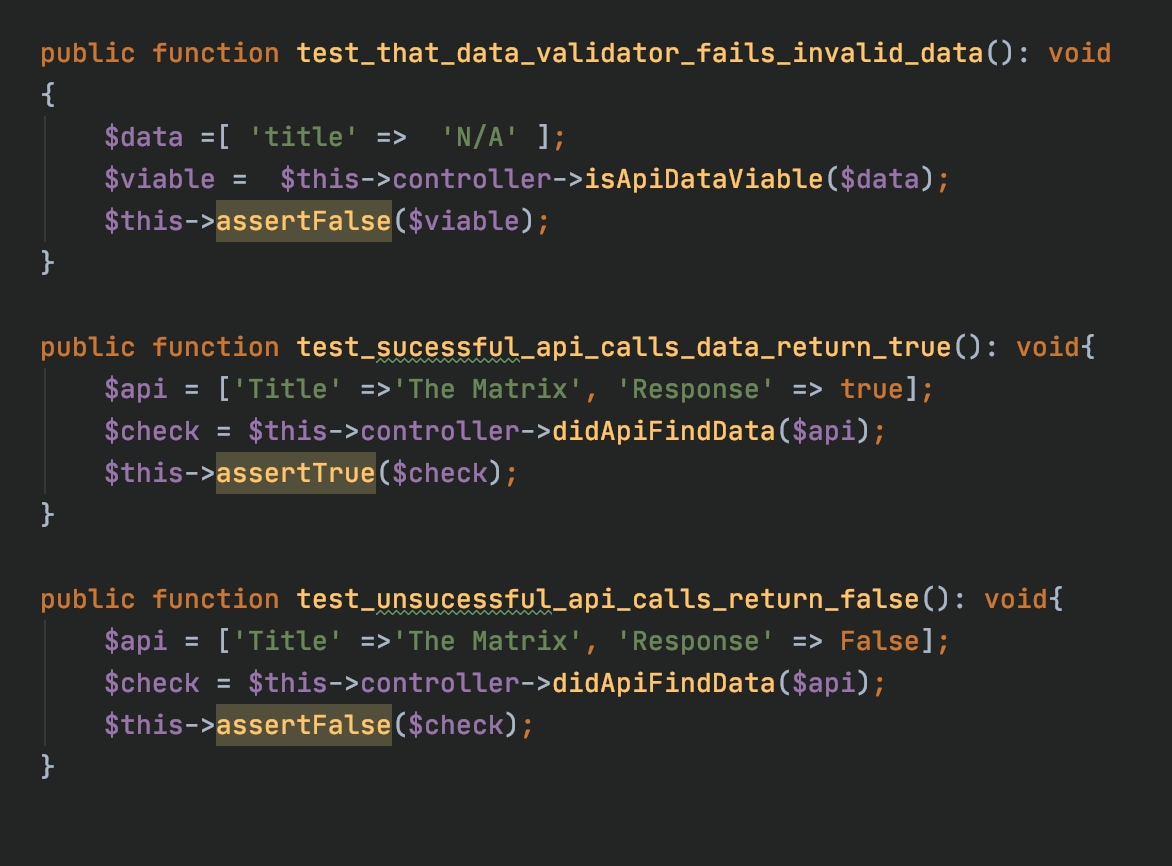 public function test_that_data_validator_fails_invalid_data(): void
{
    $data =[ 'title' =>  'N/A' ];
    $viable =  $this->controller->isApiDataViable($data);
    $this->assertFalse($viable);
}

public function test_sucessful_api_calls_data_return_true(): void{
    $api = ['Title' =>'The Matrix', 'Response' => true];
    $check = $this->controller->didApiFindData($api);
    $this->assertTrue($check);
}

public function test_unsucessful_api_calls_return_false(): void{
    $api = ['Title' =>'The Matrix', 'Response' => False];
    $check = $this->controller->didApiFindData($api);
    $this->assertFalse($check);
}